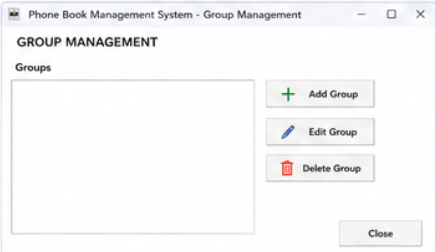 Phone Book Management System - Group Management
GROUP MANAGEMENT
Groups
Add Group
Edit Group
Delete Group
Close